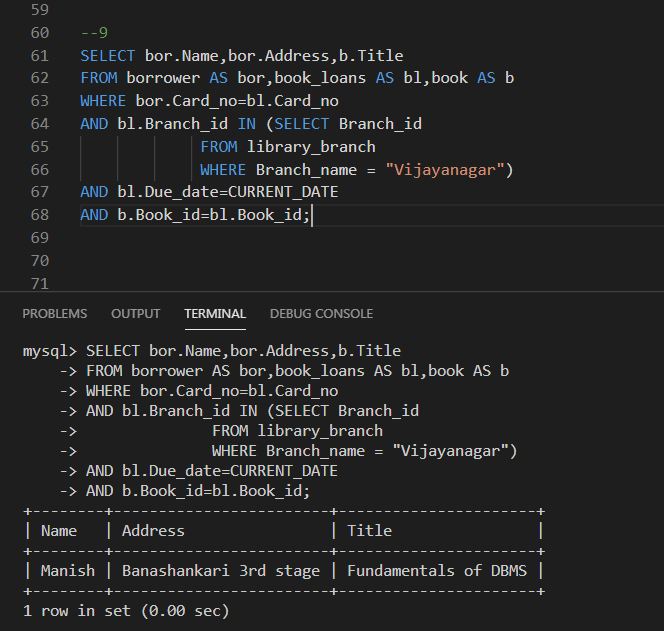 59
60 --9
61 SELECT bor.Name,bor.Address,b.Title
62 FROM borrower AS bor,book_loans AS bl,book AS b
63 WHERE bor.Card_no=bl.Card_no
64 AND bl.Branch_id IN (SELECT Branch_id
65 FROM library_branch
66 WHERE Branch_name = "Vijayanagar")
67 AND bl.Due_date=CURRENT_DATE
68 AND b.Book_id=bl.Book_id;
69
70
71
PROBLEMS OUTPUT TERMINAL DEBUG CONSOLE
mysql> SELECT bor.Name,bor.Address,b.Title
    -> FROM borrower AS bor,book_loans AS bl,book AS b
    -> WHERE bor.Card_no=bl.Card_no
    -> AND bl.Branch_id IN (SELECT Branch_id
    ->               FROM library_branch
    ->               WHERE Branch_name = "Vijayanagar")
    -> AND bl.Due_date=CURRENT_DATE
    -> AND b.Book_id=bl.Book_id;
+--------+------------------------+----------------------+
| Name   | Address                | Title                |
+--------+------------------------+----------------------+
| Manish | Banashankari 3rd stage | Fundamentals of DBMS |
+--------+------------------------+----------------------+
1 row in set (0.00 sec)